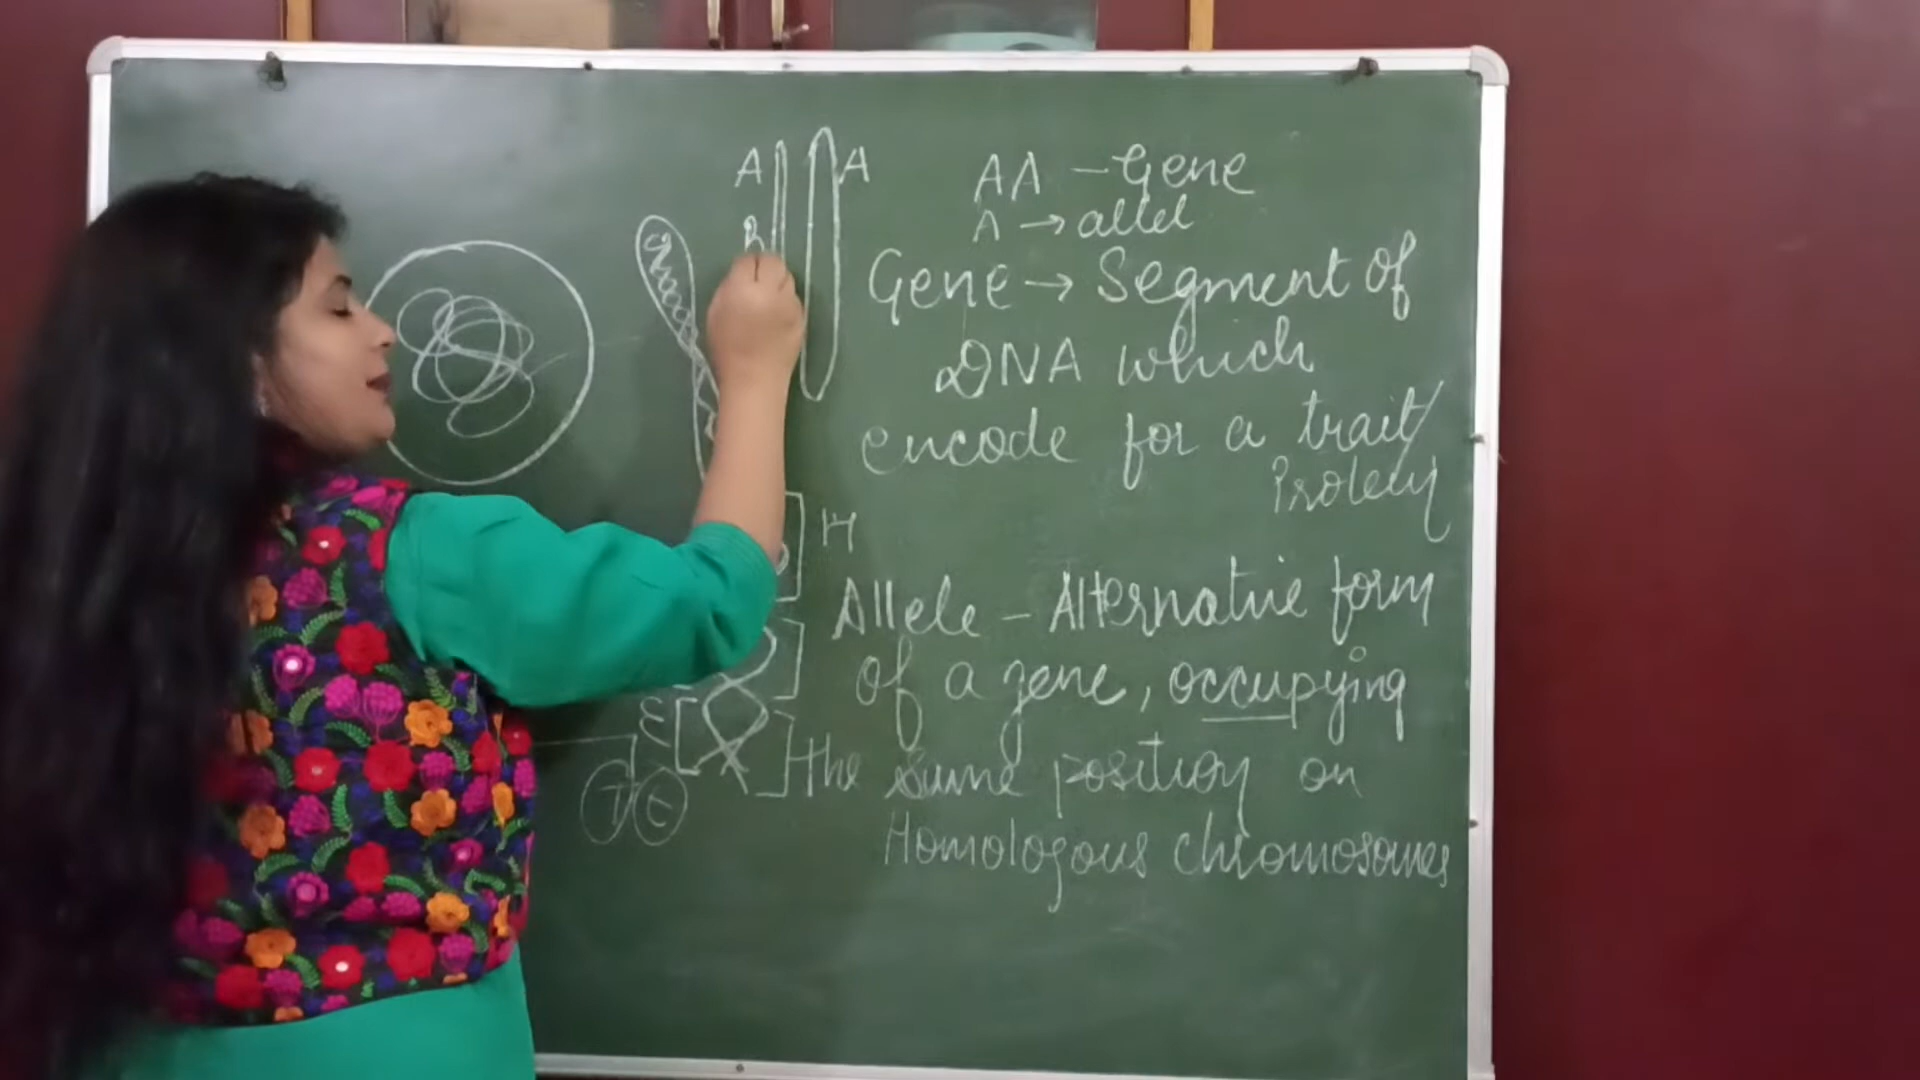 A A
B
AA - Gene
A → allel
Gene → Segment of
DNA which
encode for a trait/
Protein
H
Allele - Alternative form
of a gene, occupying
E
the same position on
T E
Homologous chromosomes